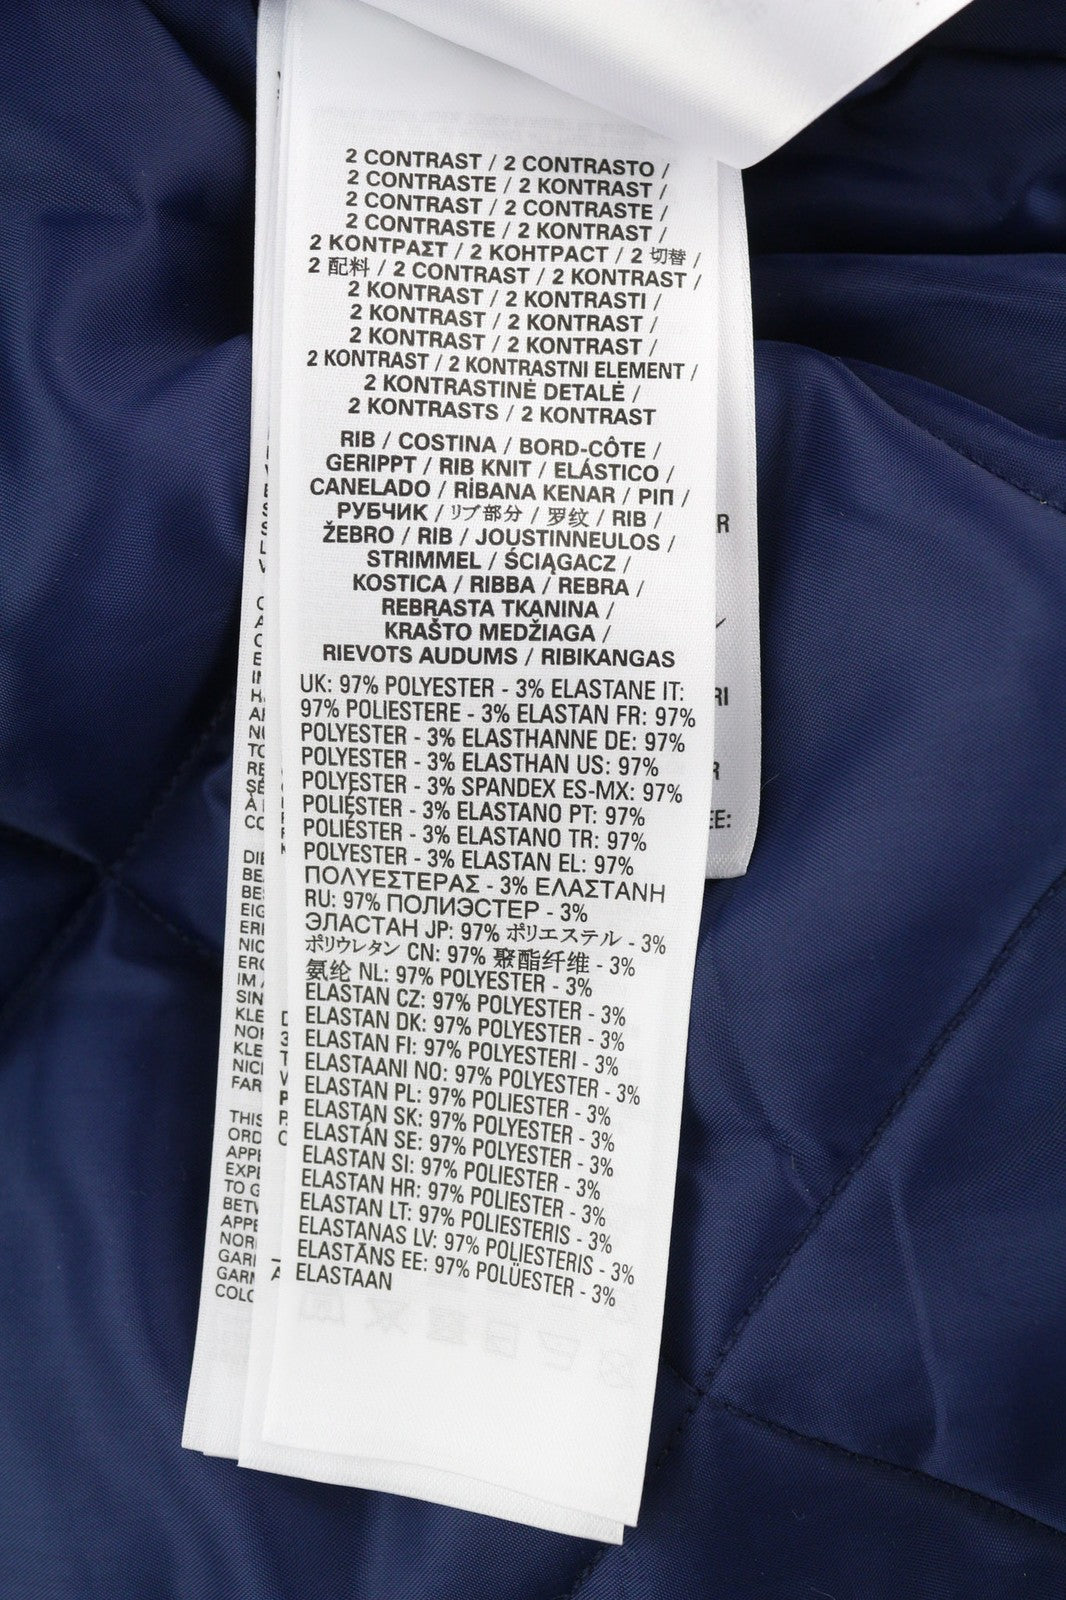 2 CONTRAST / 2 CONTRASTO /
2 CONTRASTE / 2 KONTRAST /
2 CONTRAST / 2 CONTRASTE /
2 CONTRASTE / 2 KONTRAST /
2 ΚΟΝΤΡΑΣΤ / 2 КОНТРАСТ / 2 切替 /
2 配料 / 2 CONTRAST / 2 KONTRAST /
2 KONTRAST / 2 KONTRASTI /
2 KONTRAST / 2 KONTRAST /
2 KONTRAST / 2 KONTRAST /
2 KONTRAST / 2 KONTRASTNI ELEMENT /
2 KONTRASTINĖ DETALĖ /
2 KONTRASTS / 2 KONTRAST
RIB / COSTINA / BORD-CÔTE /
GERIPPT / RIB KNIT / ELÁSTICO /
CANELADO / RİBANA KENAR / ΡΙΠ /
РУБЧИК / リブ部分 / 罗纹 / RIB /
ŽEBRO / RIB / JOUSTINNEULOS /
STRIMMEL / ŚCIĄGACZ /
KOSTICA / RIBBA / REBRA /
REBRASTA TKANINA /
KRAŠTO MEDŽIAGA /
RIEVOTS AUDUMS / RIBIKANGAS
UK: 97% POLYESTER - 3% ELASTANE IT:
97% POLIESTERE - 3% ELASTAN FR: 97%
POLYESTER - 3% ELASTHANNE DE: 97%
POLYESTER - 3% ELASTHAN US: 97%
POLYESTER - 3% SPANDEX ES-MX: 97%
POLIÉSTER - 3% ELASTANO PT: 97%
POLIÉSTER - 3% ELASTANO TR: 97%
POLYESTER - 3% ELASTAN EL: 97%
ΠΟΛΥΕΣΤΕΡΑΣ - 3% ΕΛΑΣΤΑΝΗ
RU: 97% ПОЛИЭСТЕР - 3%
ЭЛАСТАН JP: 97% ポリエステル - 3%
ポリウレタン CN: 97% 聚酯纤维 - 3%
氨纶 NL: 97% POLYESTER - 3%
ELASTAN CZ: 97% POLYESTER - 3%
ELASTAN DK: 97% POLYESTER - 3%
ELASTAN FI: 97% POLYESTERI - 3%
ELASTAANI NO: 97% POLYESTER - 3%
ELASTAN PL: 97% POLIESTER - 3%
ELASTAN SK: 97% POLYESTER - 3%
ELASTÁN SE: 97% POLYESTER - 3%
ELASTAN SI: 97% POLIESTER - 3%
ELASTAN HR: 97% POLIESTER - 3%
ELASTAN LT: 97% POLIESTERIS - 3%
ELASTANAS LV: 97% POLIESTERIS - 3%
ELASTĀNS EE: 97% POLÜESTER - 3%
ELASTAAN